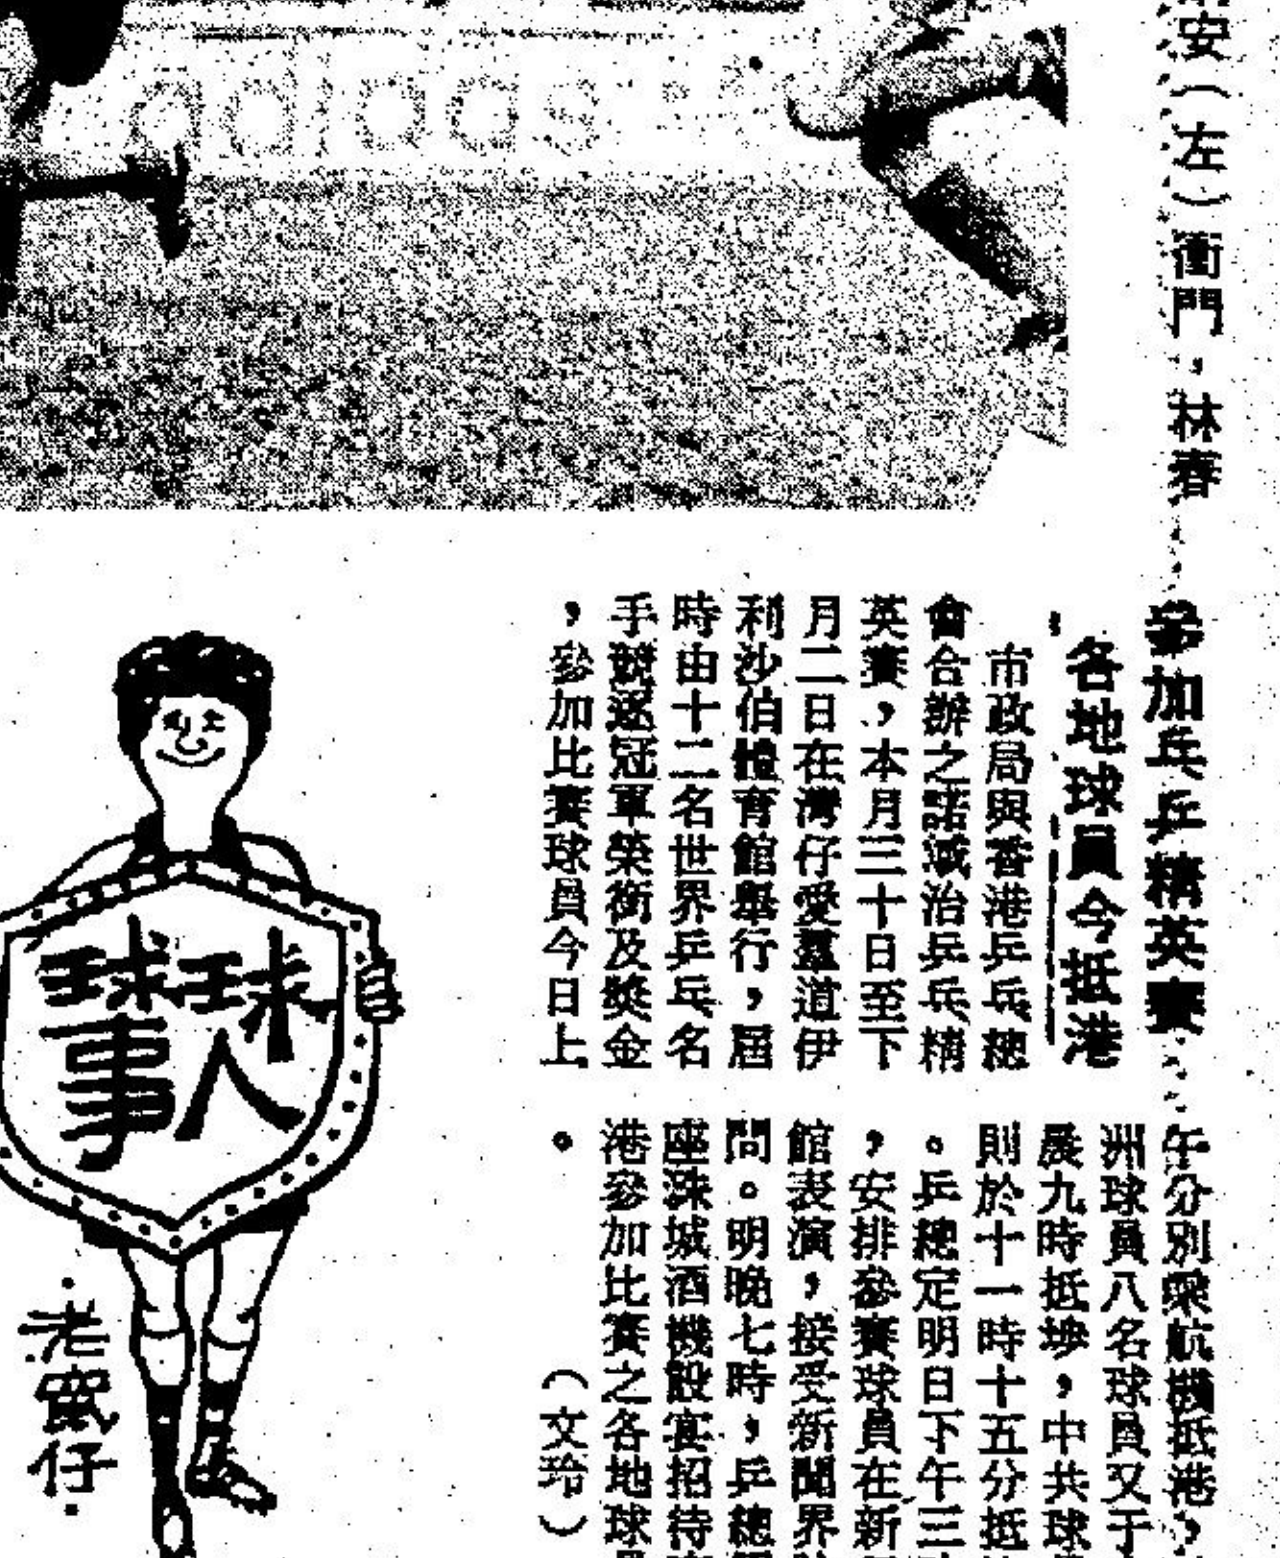 adidas
安（左）衝門，林春
參加乒乓精英賽
各地球員今抵港
市政局與香港乒乓總
會合辦之諾域治乒乓精
英賽，本月三十日至下
月二日在灣仔愛羣道伊
利沙伯體育館舉行，屆
時由十二名世界乒乓名
手競逐冠軍榮銜及獎金
，參加比賽球員今日上
午分別乘航機抵港，
洲球員八名球員又于
晨九時抵埗，中共球
則於十一時十五分抵
。乒總定明日下午三
，安排參賽球員在新
館表演，接受新聞界
問。明晚七時，乒總
座珠城酒機設宴招待
港參加比賽之各地球
。　（文玲）
球人
球事
·老寶仔·